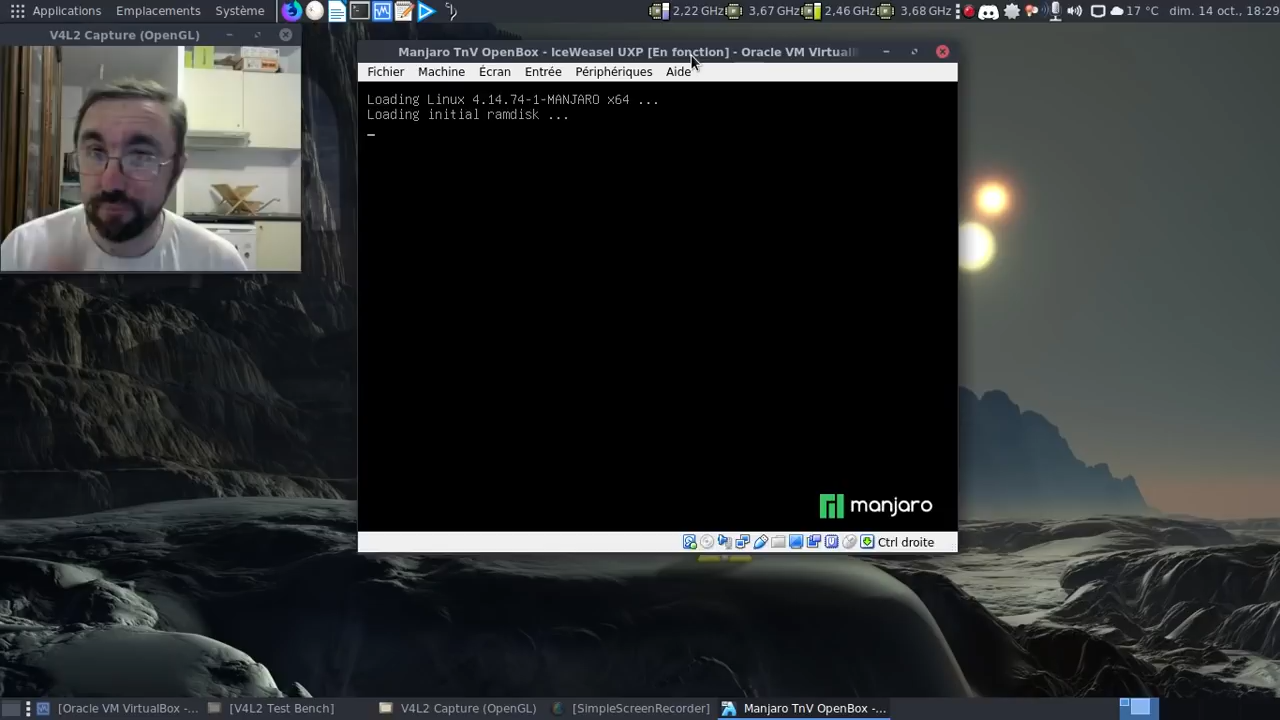 Applications Emplacements Système 2,22 GHz 3,67 GHz 2,46 GHz 3,68 GHz 17 °C dim. 14 oct., 18:29
V4L2 Capture (OpenGL)
Manjaro TnV OpenBox - IceWeasel UXP [En fonction] - Oracle VM Virtual
Fichier Machine Écran Entrée Périphériques Aide
Loading Linux 4.14.74-1-MANJARO x64 ...
Loading initial ramdisk ...
manjaro
Ctrl droite
[Oracle VM VirtualBox -... [V4L2 Test Bench] V4L2 Capture (OpenGL) [SimpleScreenRecorder] Manjaro TnV OpenBox -...